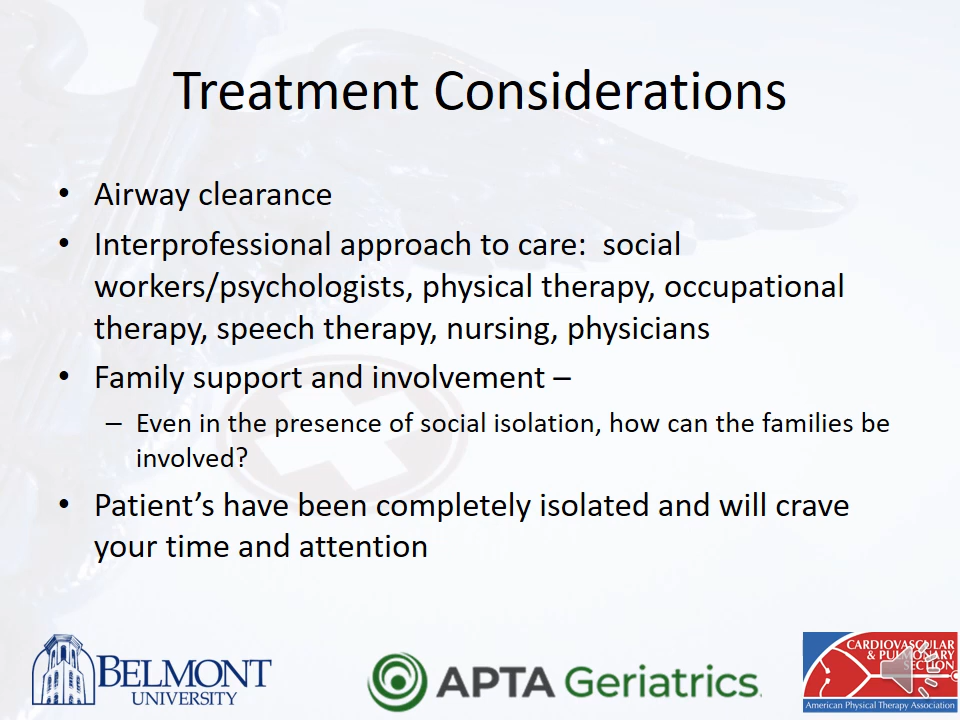 Treatment Considerations
• Airway clearance
• Interprofessional approach to care:  social
workers/psychologists, physical therapy, occupational
therapy, speech therapy, nursing, physicians
• Family support and involvement –
– Even in the presence of social isolation, how can the families be
involved?
• Patient’s have been completely isolated and will crave
your time and attention
BELMONT
UNIVERSITY
APTA Geriatrics.
CARDIOVASCULAR
& PULMONARY
SECTION
American Physical Therapy Association